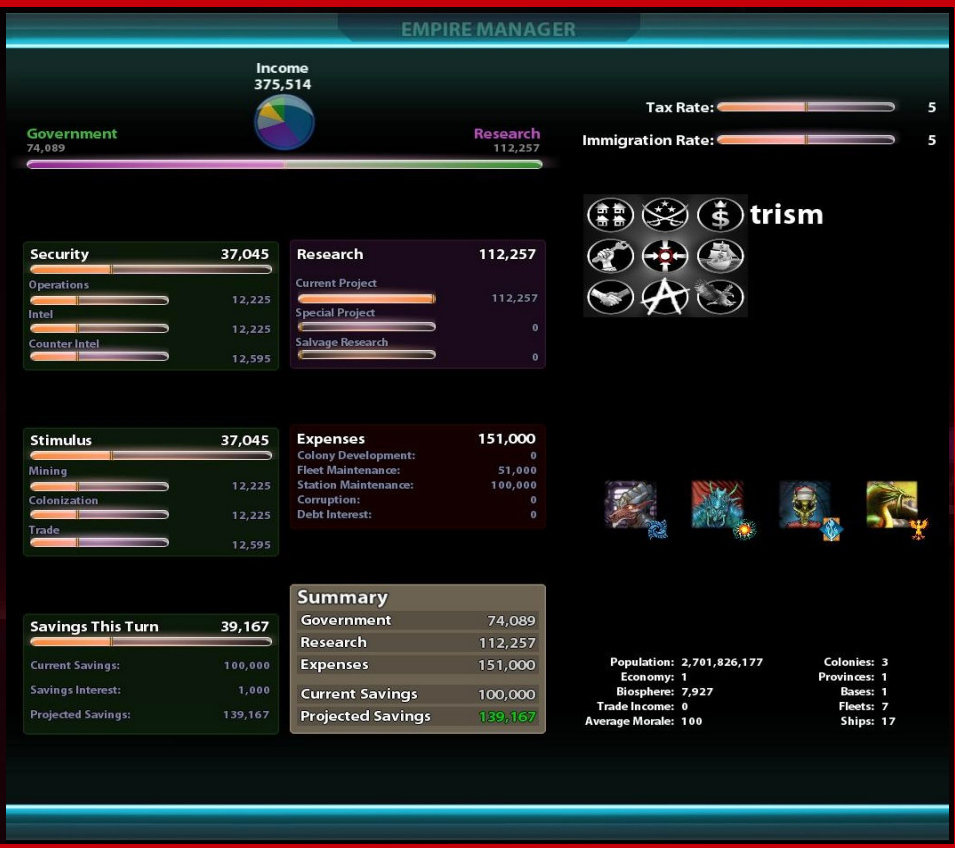 EMPIRE MANAGER
Income
375,514
Government
74,089
Research
112,257
Tax Rate: 5
Immigration Rate: 5
trism
Security 37,045
Operations
12,225
Intel
12,225
Counter Intel
12,595
Research 112,257
Current Project
112,257
Special Project
0
Salvage Research
0
Stimulus 37,045
Mining
12,225
Colonization
12,225
Trade
12,595
Expenses 151,000
Colony Development: 0
Fleet Maintenance: 51,000
Station Maintenance: 100,000
Corruption: 0
Debt Interest: 0
Savings This Turn 39,167
Current Savings: 100,000
Savings Interest: 1,000
Projected Savings: 139,167
Summary
Government 74,089
Research 112,257
Expenses 151,000
Current Savings 100,000
Projected Savings 139,167
Population: 2,701,826,177
Economy: 1
Biosphere: 7,927
Trade Income: 0
Average Morale: 100
Colonies: 3
Provinces: 1
Bases: 1
Fleets: 7
Ships: 17